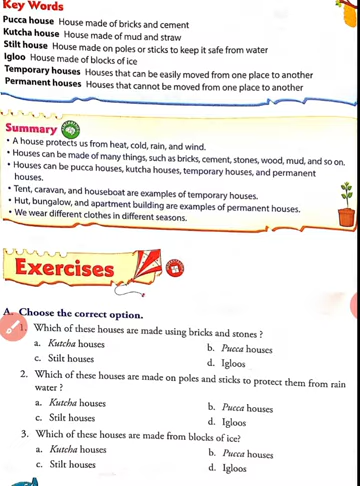 Key Words
Pucca house House made of bricks and cement
Kutcha house House made of mud and straw
Stilt house House made on poles or sticks to keep it safe from water
Igloo House made of blocks of ice
Temporary houses Houses that can be easily moved from one place to another
Permanent houses Houses that cannot be moved from one place to another
Summary
• A house protects us from heat, cold, rain, and wind.
• Houses can be made of many things, such as bricks, cement, stones, wood, mud, and so on.
• Houses can be pucca houses, kutcha houses, temporary houses, and permanent
houses.
• Tent, caravan, and houseboat are examples of temporary houses.
• Hut, bungalow, and apartment building are examples of permanent houses.
• We wear different clothes in different seasons.
Exercises
A. Choose the correct option.
1. Which of these houses are made using bricks and stones ?
a. Kutcha houses
b. Pucca houses
c. Stilt houses
d. Igloos
2. Which of these houses are made on poles and sticks to protect them from rain
water ?
a. Kutcha houses
b. Pucca houses
c. Stilt houses
d. Igloos
3. Which of these houses are made from blocks of ice?
a. Kutcha houses
b. Pucca houses
c. Stilt houses
d. Igloos